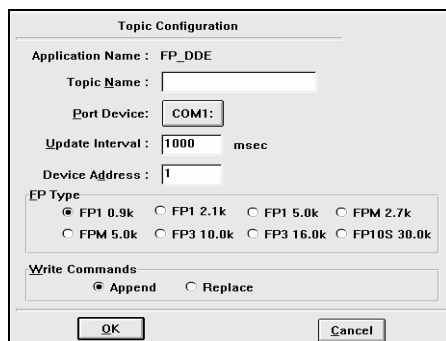 Topic Configuration
Application Name : FP_DDE
Topic Name :
Port Device: COM1:
Update Interval : 1000 msec
Device Address : 1
FP Type
FP1 0.9k FP1 2.1k FP1 5.0k FPM 2.7k
FPM 5.0k FP3 10.0k FP3 16.0k FP10S 30.0k
Write Commands
Append Replace
OK Cancel